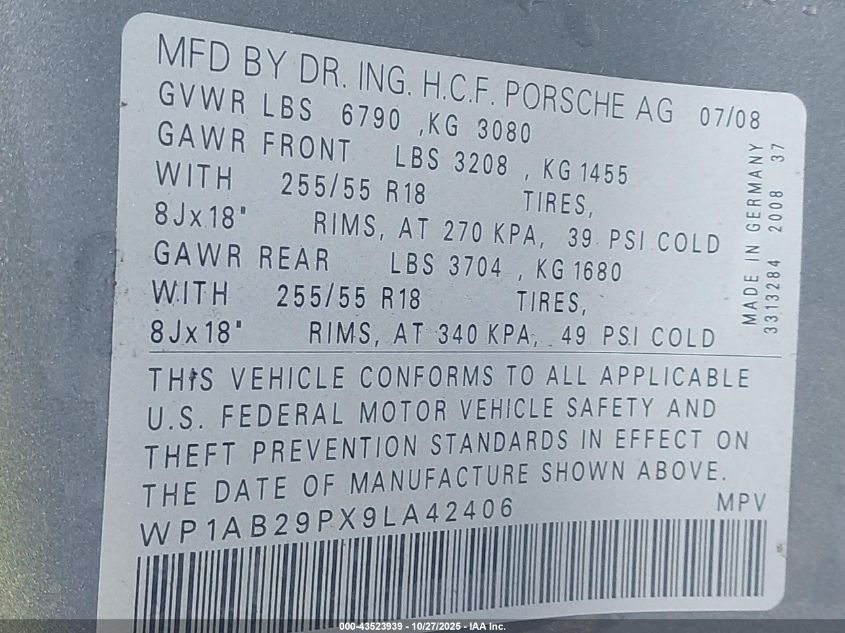 MFD BY DR. ING. H.C.F. PORSCHE AG 07/08
GVWR LBS 6790 ,KG 3080
GAWR FRONT LBS 3208 , KG 1455
WITH 255/55 R18 TIRES,
8Jx18" RIMS, AT 270 KPA, 39 PSI COLD
GAWR REAR LBS 3704 , KG 1680
WITH 255/55 R18 TIRES,
8Jx18" RIMS, AT 340 KPA, 49 PSI COLD
MADE IN GERMANY
3313284 2008 37
THIS VEHICLE CONFORMS TO ALL APPLICABLE
U.S. FEDERAL MOTOR VEHICLE SAFETY AND
THEFT PREVENTION STANDARDS IN EFFECT ON
THE DATE OF MANUFACTURE SHOWN ABOVE.
WP1AB29PX9LA42406 MPV
000-43523939 - 10/27/2025 - IAA Inc.